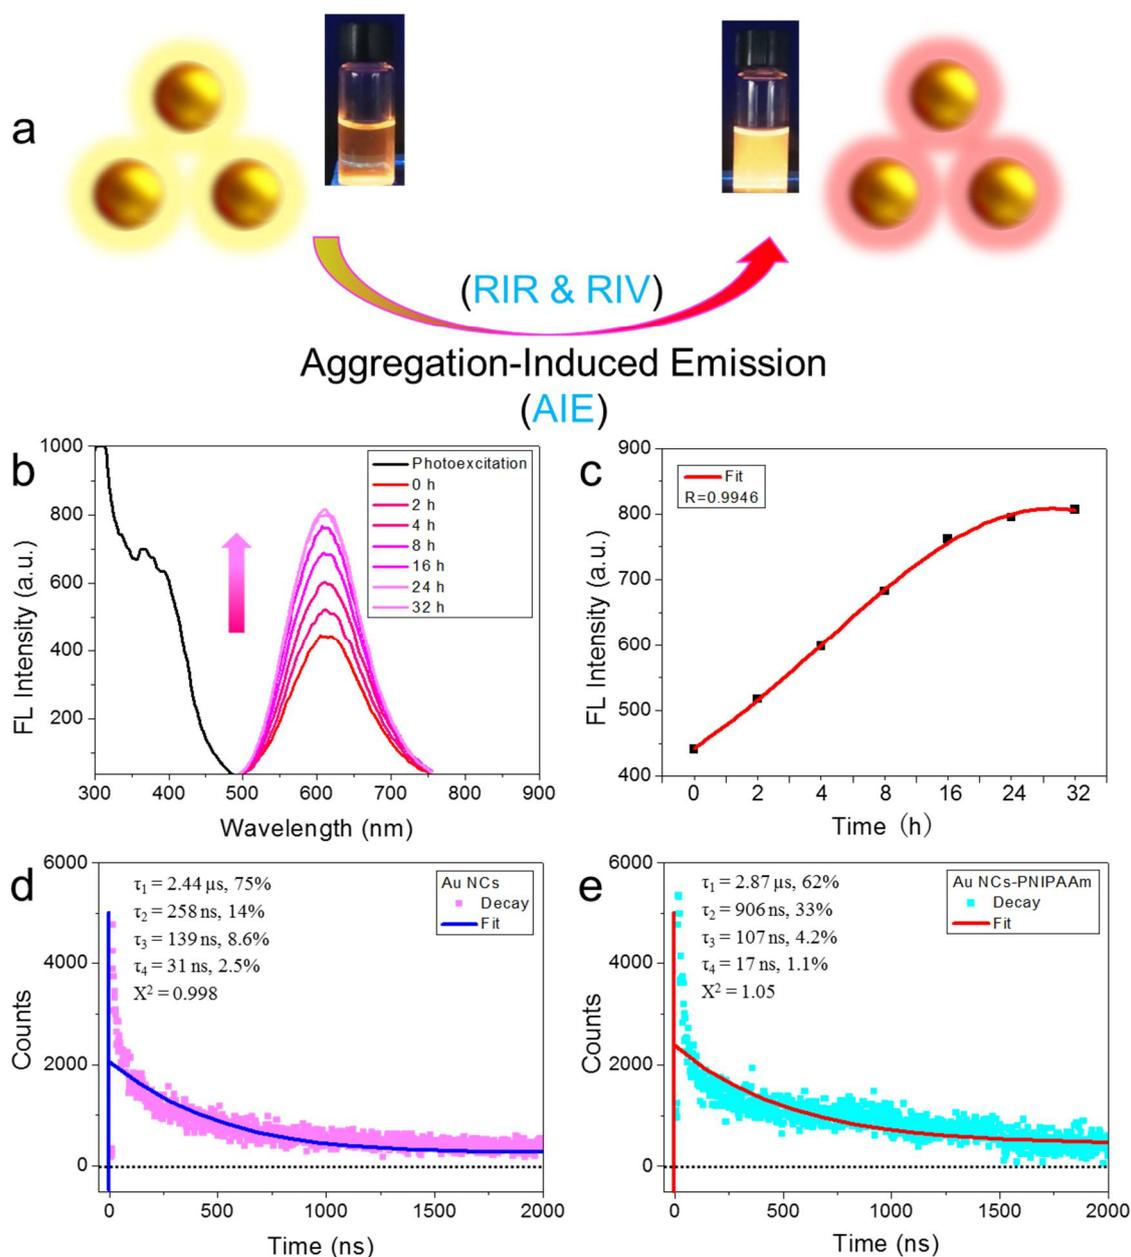 a
(RIR & RIV)
Aggregation-Induced Emission
(AIE)
b
1000
800
600
400
200
FL Intensity (a.u.)
Photoexcitation
0 h
2 h
4 h
8 h
16 h
24 h
32 h
300 400 500 600 700 800 900
Wavelength (nm)
c
900
800
700
600
500
400
FL Intensity (a.u.)
Fit
R=0.9946
0 2 4 8 16 24 32
Time (h)
d
6000
4000
2000
0
Counts
τ1 = 2.44 μs, 75%
τ2 = 258 ns, 14%
τ3 = 139 ns, 8.6%
τ4 = 31 ns, 2.5%
X2 = 0.998
Au NCs
Decay
Fit
0 500 1000 1500 2000
Time (ns)
e
6000
4000
2000
0
Counts
τ1 = 2.87 μs, 62%
τ2 = 906 ns, 33%
τ3 = 107 ns, 4.2%
τ4 = 17 ns, 1.1%
X2 = 1.05
Au NCs-PNIPAAm
Decay
Fit
0 500 1000 1500 2000
Time (ns)